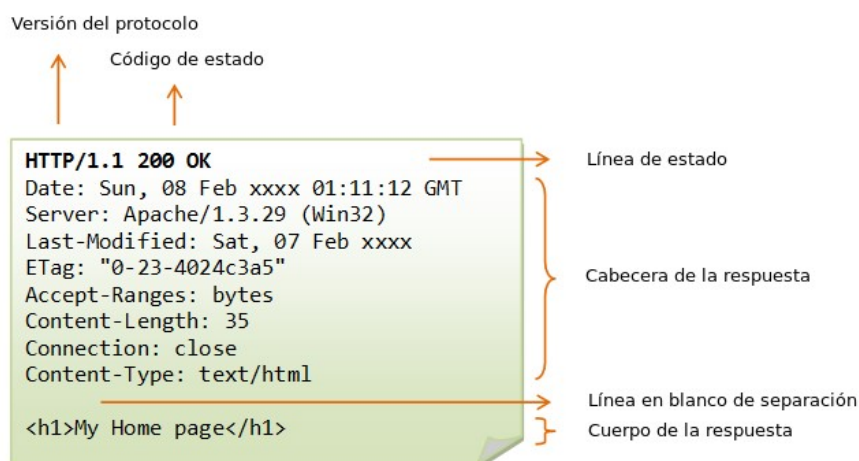 Versión del protocolo
Código de estado
HTTP/1.1 200 OK
Línea de estado
Date: Sun, 08 Feb xxxx 01:11:12 GMT
Server: Apache/1.3.29 (Win32)
Last-Modified: Sat, 07 Feb xxxx
ETag: "0-23-4024c3a5"
Accept-Ranges: bytes
Content-Length: 35
Connection: close
Content-Type: text/html
Cabecera de la respuesta
Línea en blanco de separación
<h1>My Home page</h1>
Cuerpo de la respuesta